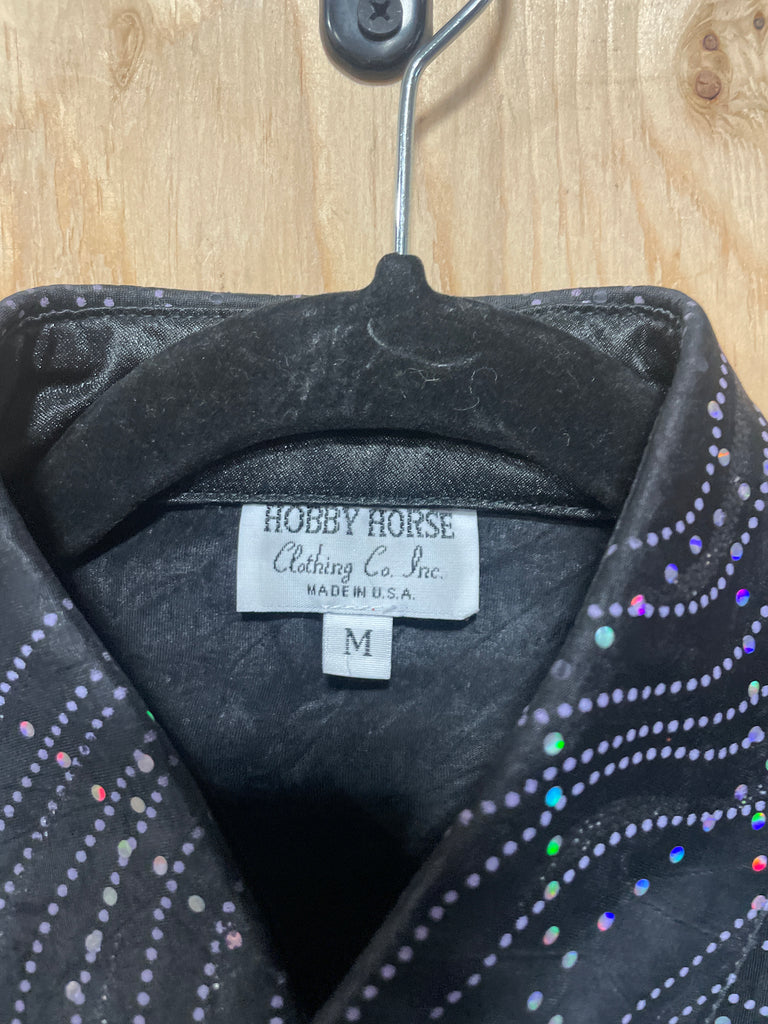 HOBBY HORSE
Clothing Co. Inc.
MADE IN U.S.A.
M